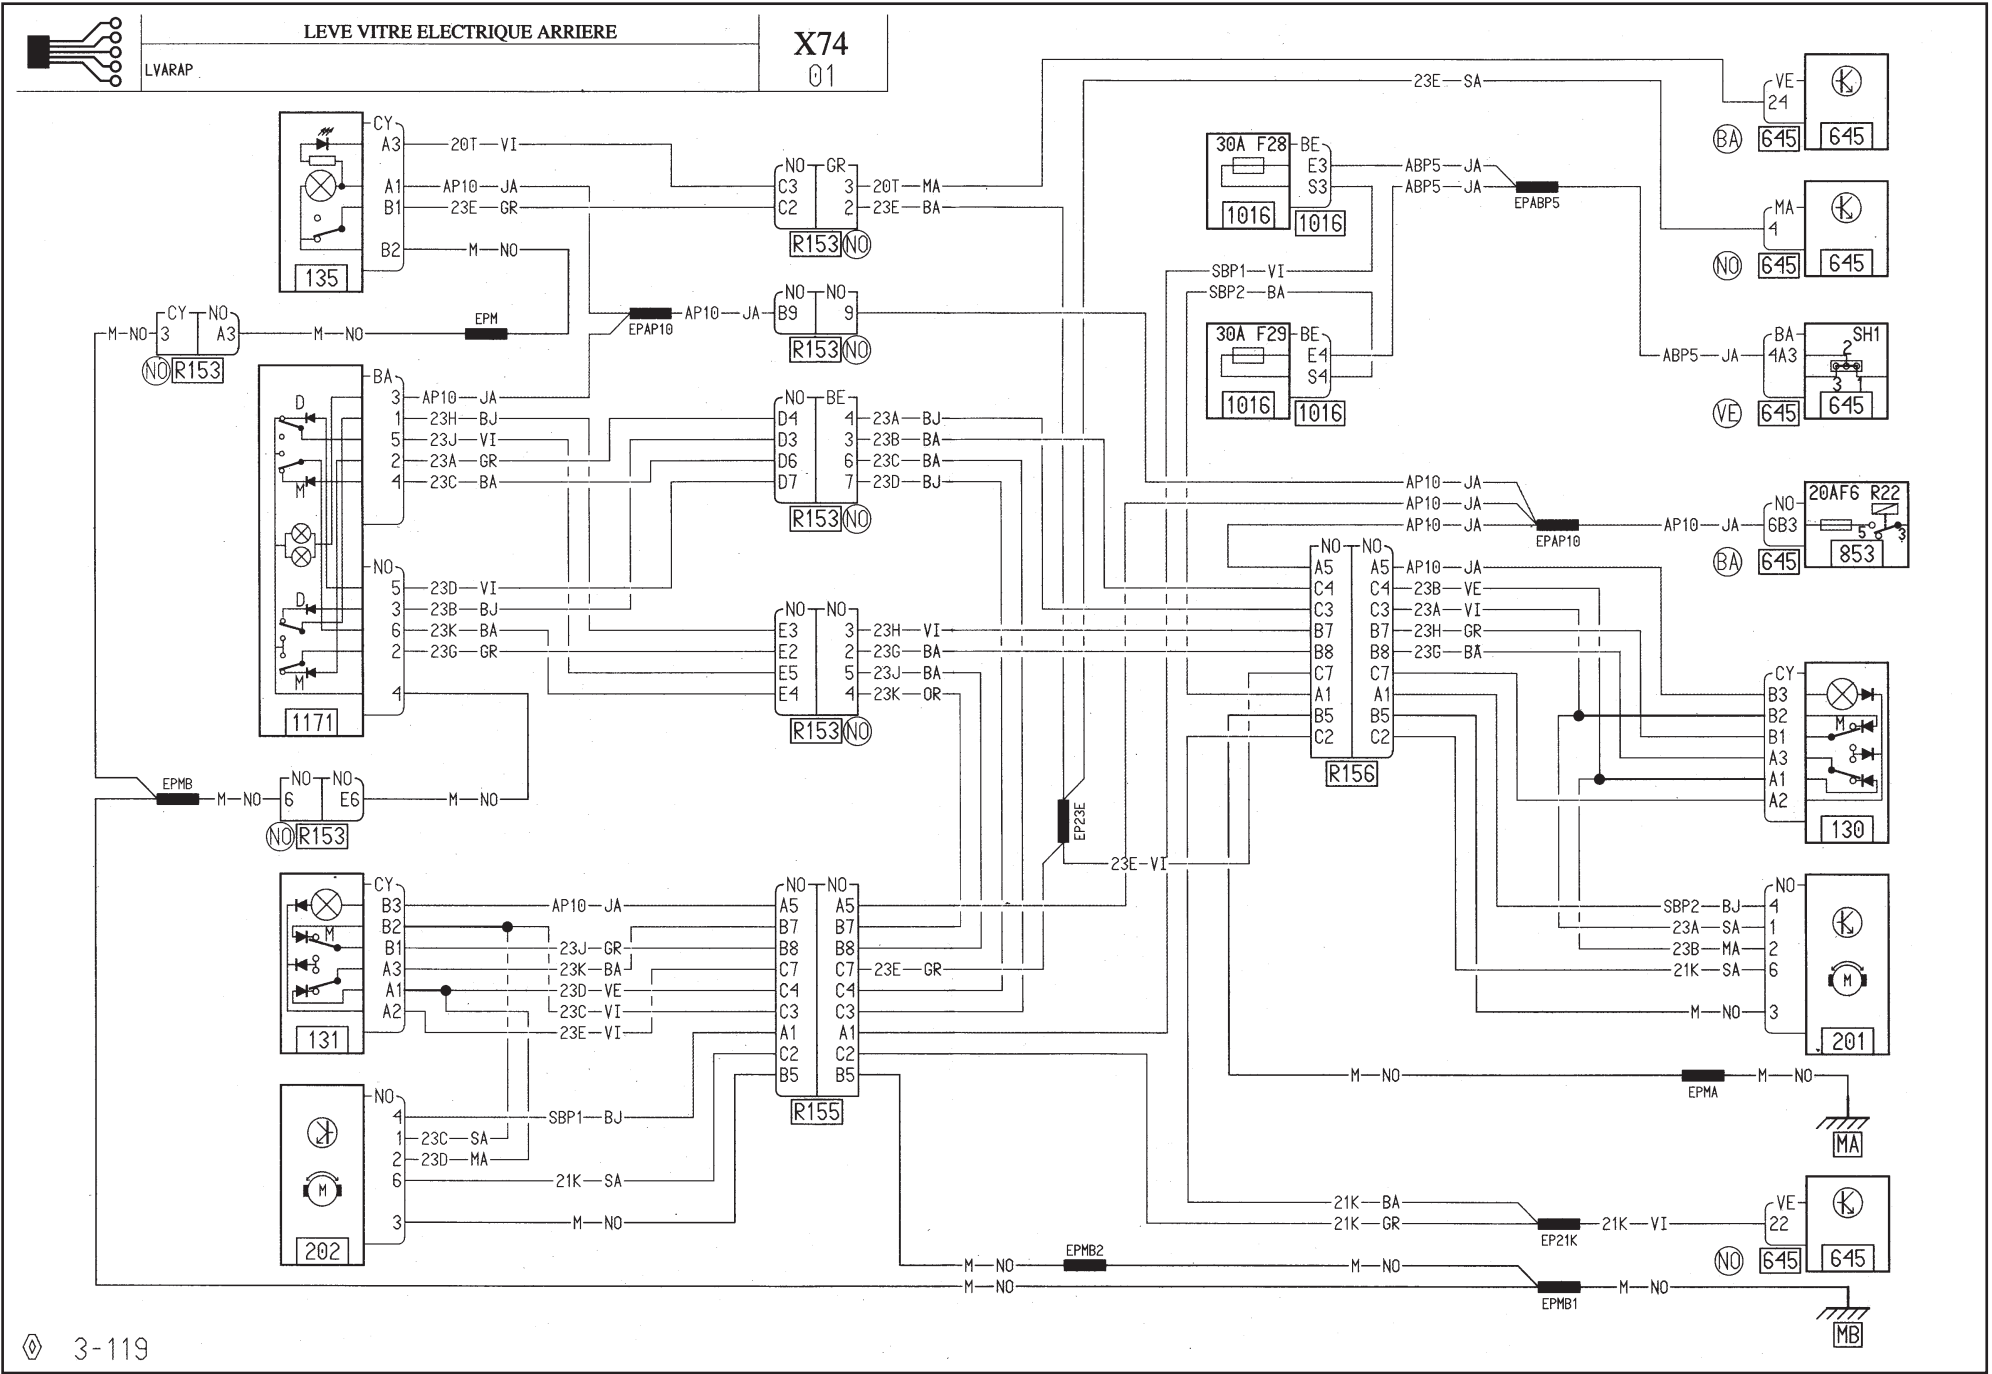 LEVE VITRE ELECTRIQUE ARRIERE
LVARAP
X74
01
CY
A3 20T VI
A1 AP10 JA
B1 23E GR
B2 M NO
135
NO GR
C3 3 20T MA
C2 2 23E BA
R153 NO
M NO 3 CY NO A3 M NO EPM
NO R153
EPAP10 AP10 JA
NO NO
B9 9
R153 NO
BA
3 AP10 JA
1 23H BJ
5 23J VI
2 23A GR
4 23C BA
D
M
D
M
NO
5 23D VI
3 23B BJ
6 23K BA
2 23G GR
4
1171
NO BE
D4 4 23A BJ
D3 3 23B BA
D6 6 23C BA
D7 7 23D BJ
R153 NO
NO NO
E3 3 23H VI
E2 2 23G BA
E5 5 23J BA
E4 4 23K OR
R153 NO
EPMB M NO
NO NO
6 E6 M NO
NO R153
CY
B3 AP10 JA
B2
B1 23J GR
A3 23K BA
A1 23D VE
23C VI
A2 23E VI
M
131
NO
4 SBP1 BJ
1 23C SA
2 23D MA
6 21K SA
3 M NO
M
202
NO NO
A5 A5
B7 B7
B8 B8
C7 C7 23E GR
C4 C4
C3 C3
A1 A1
C2 C2
B5 B5
R155
EP23E
23E VI
23E SA
30A F28 BE
E3 ABP5 JA
S3 ABP5 JA
1016 1016
EPABP5
SBP1 VI
SBP2 BA
30A F29 BE
E4
S4
1016 1016
AP10 JA
AP10 JA
AP10 JA
EPAP10
AP10 JA
NO NO
A5 A5 AP10 JA
C4 C4 23B VE
C3 C3 23A VI
B7 B7 23H GR
B8 B8 23G BA
C7 C7
A1 A1
B5 B5
C2 C2
R156
VE
24
BA 645 645
MA
4
NO 645 645
ABP5 JA
BA
4A3
SH1
2
3 1
VE 645 645
NO
6B3
20AF6 R22
5 3
BA 645 853
CY
B3
B2
B1
A3
A1
A2
M
130
NO
SBP2 BJ 4
23A SA 1
23B MA 2
21K SA 6
M NO 3
M
201
M NO EPMA M NO
MA
21K BA
21K GR
EP21K
21K VI
VE
22
NO 645 645
M NO EPMB2 M NO
M NO EPMB1 M NO
MB
3-119